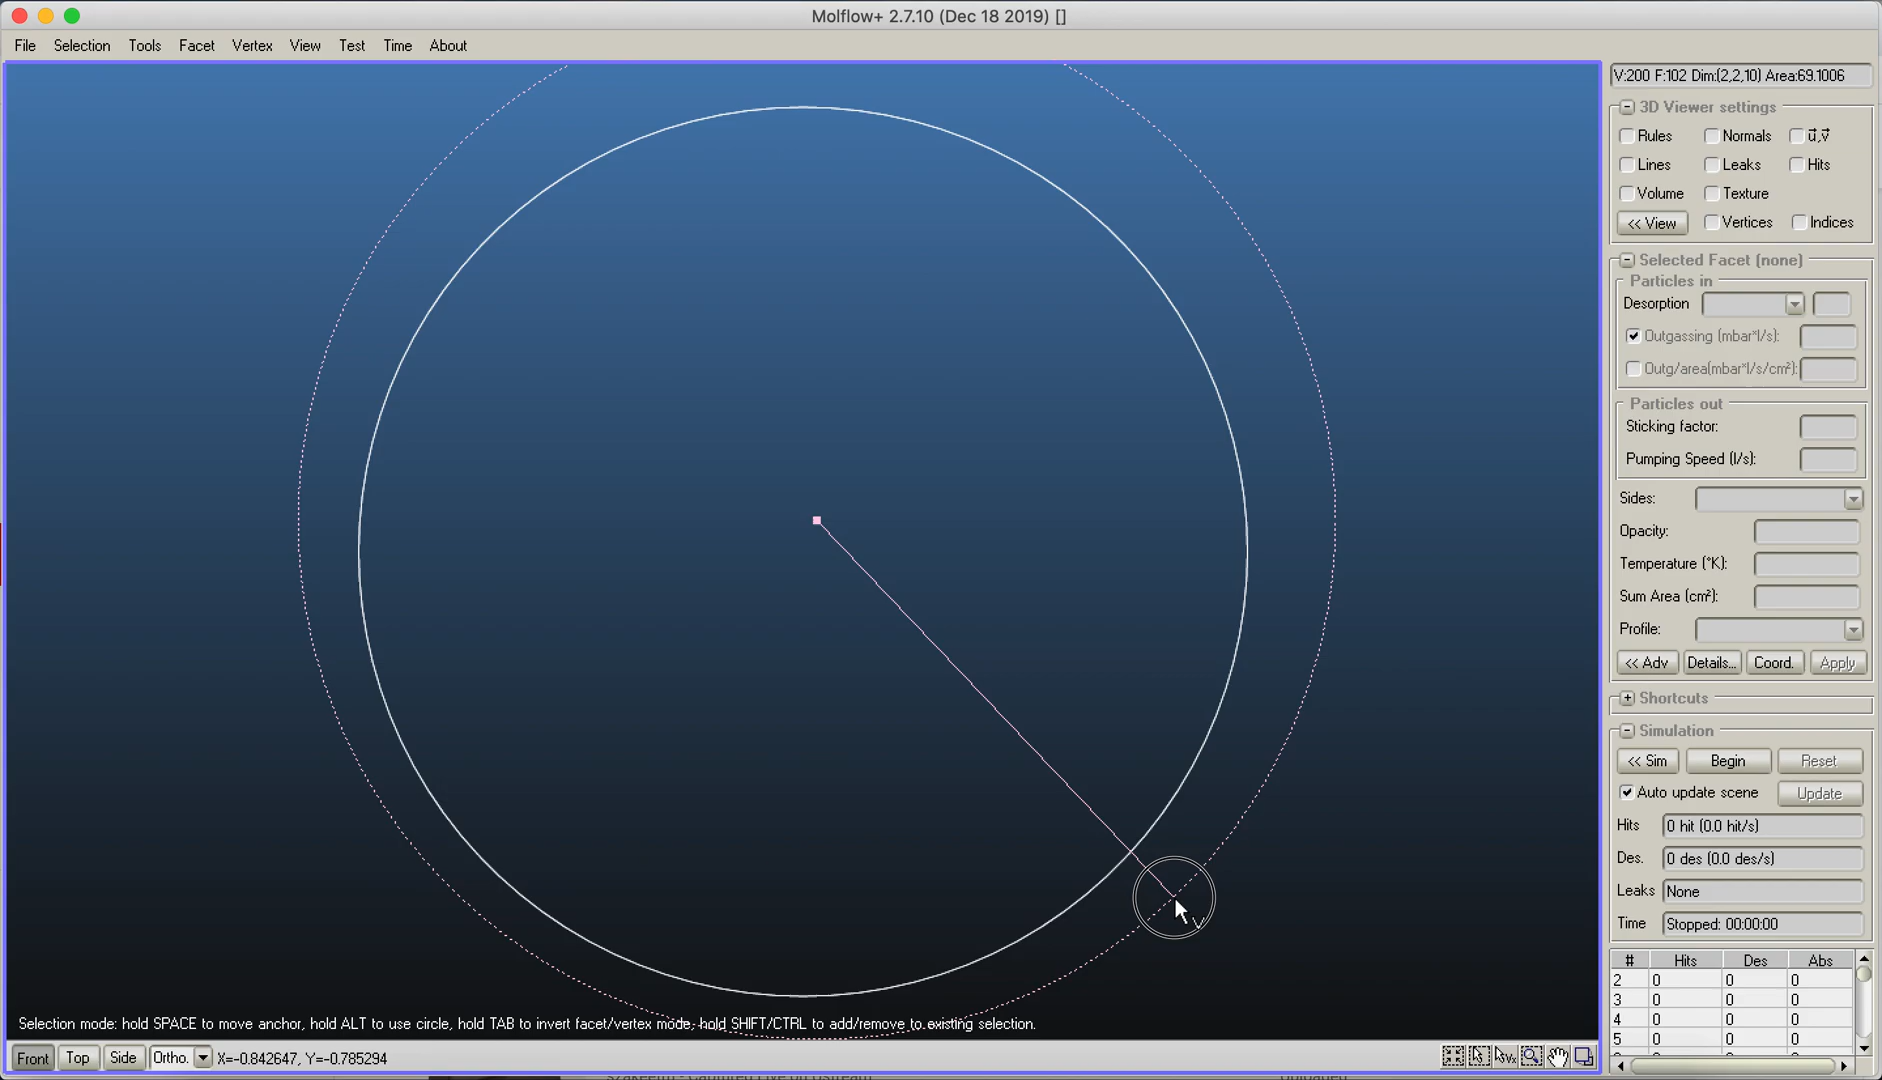 Molflow+ 2.7.10 (Dec 18 2019) []
File Selection Tools Facet Vertex View Test Time About
V:200 F:102 Dim:(2,2,10) Area:69.1006
3D Viewer settings
Rules Normals u,v
Lines Leaks Hits
Volume Texture
<< View Vertices Indices
Selected Facet (none)
Particles in
Desorption
Outgassing (mbar*l/s):
Outg/area(mbar*l/s/cm²):
Particles out
Sticking factor:
Pumping Speed (l/s):
Sides:
Opacity:
Temperature (°K):
Sum Area (cm²):
Profile:
<< Adv Details... Coord. Apply
Shortcuts
Simulation
<< Sim Begin Reset
Auto update scene Update
Hits 0 hit (0.0 hit/s)
Des. 0 des (0.0 des/s)
Leaks None
Time Stopped: 00:00:00
# Hits Des Abs
2 0 0 0
3 0 0 0
4 0 0 0
5 0 0 0
Selection mode: hold SPACE to move anchor, hold ALT to use circle, hold TAB to invert facet/vertex mode, hold SHIFT/CTRL to add/remove to existing selection.
Front Top Side Ortho. X=-0.842647, Y=-0.785294